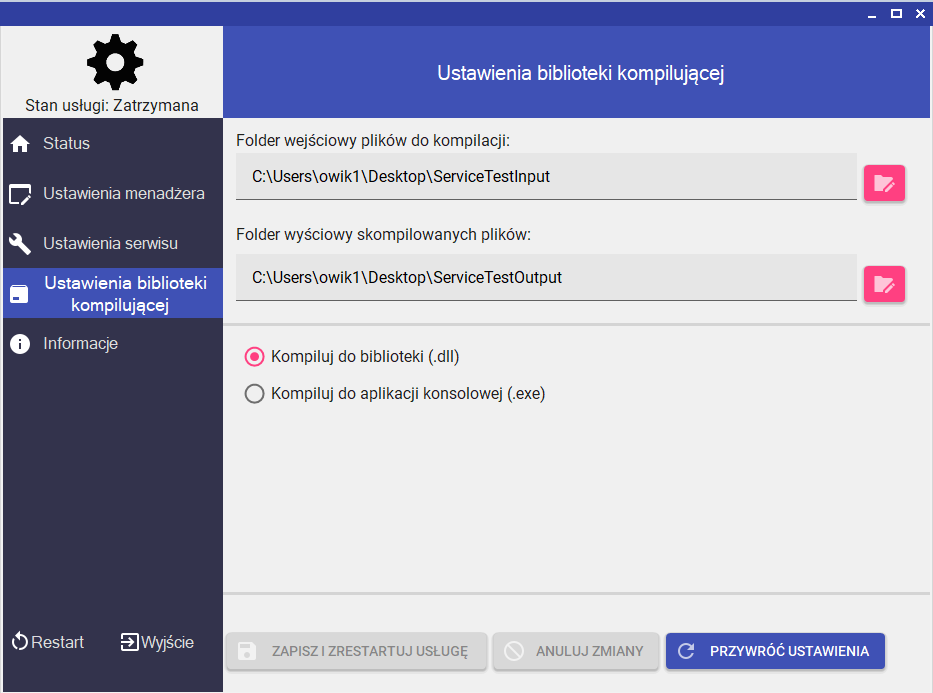 Ustawienia biblioteki kompilującej
Stan usługi: Zatrzymana
Status
Ustawienia menadżera
Ustawienia serwisu
Ustawienia biblioteki
kompilującej
Informacje
Restart
Wyjście
Folder wejściowy plików do kompilacji:
C:\Users\owik1\Desktop\ServiceTestInput
Folder wyściowy skompilowanych plików:
C:\Users\owik1\Desktop\ServiceTestOutput
Kompiluj do biblioteki (.dll)
Kompiluj do aplikacji konsolowej (.exe)
ZAPISZ I ZRESTARTUJ USŁUGĘ
ANULUJ ZMIANY
PRZYWRÓĆ USTAWIENIA